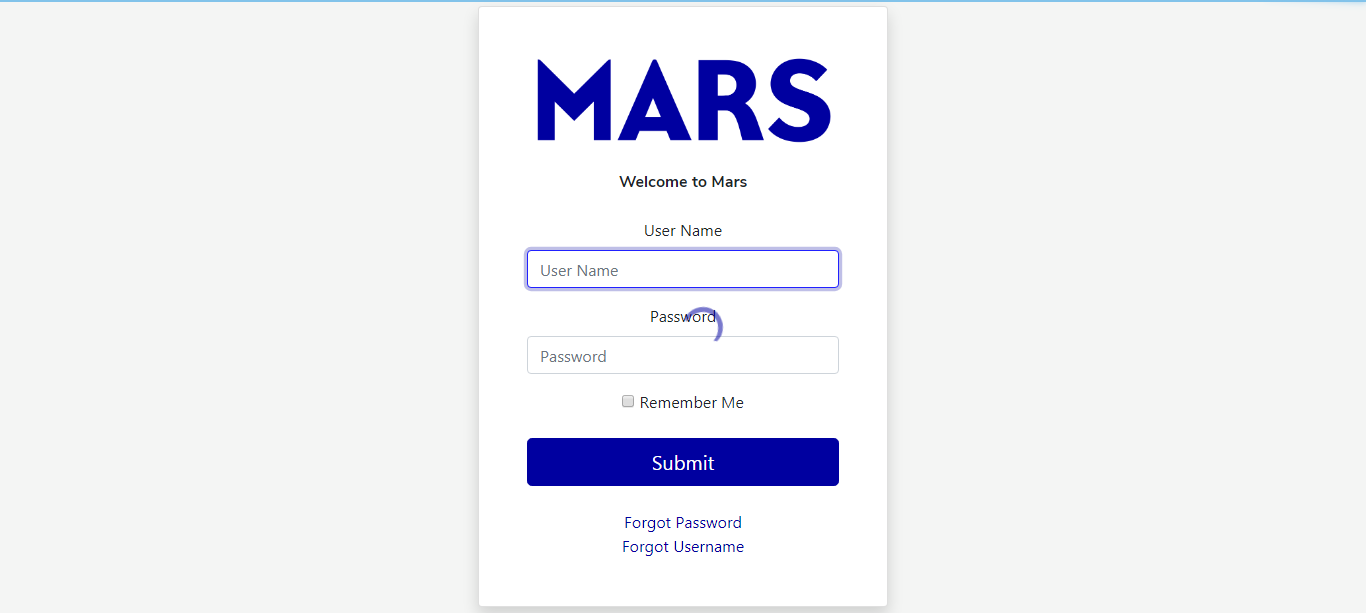 MARS
Welcome to Mars
User Name
User Name
Password
Password
Remember Me
Submit
Forgot Password
Forgot Username